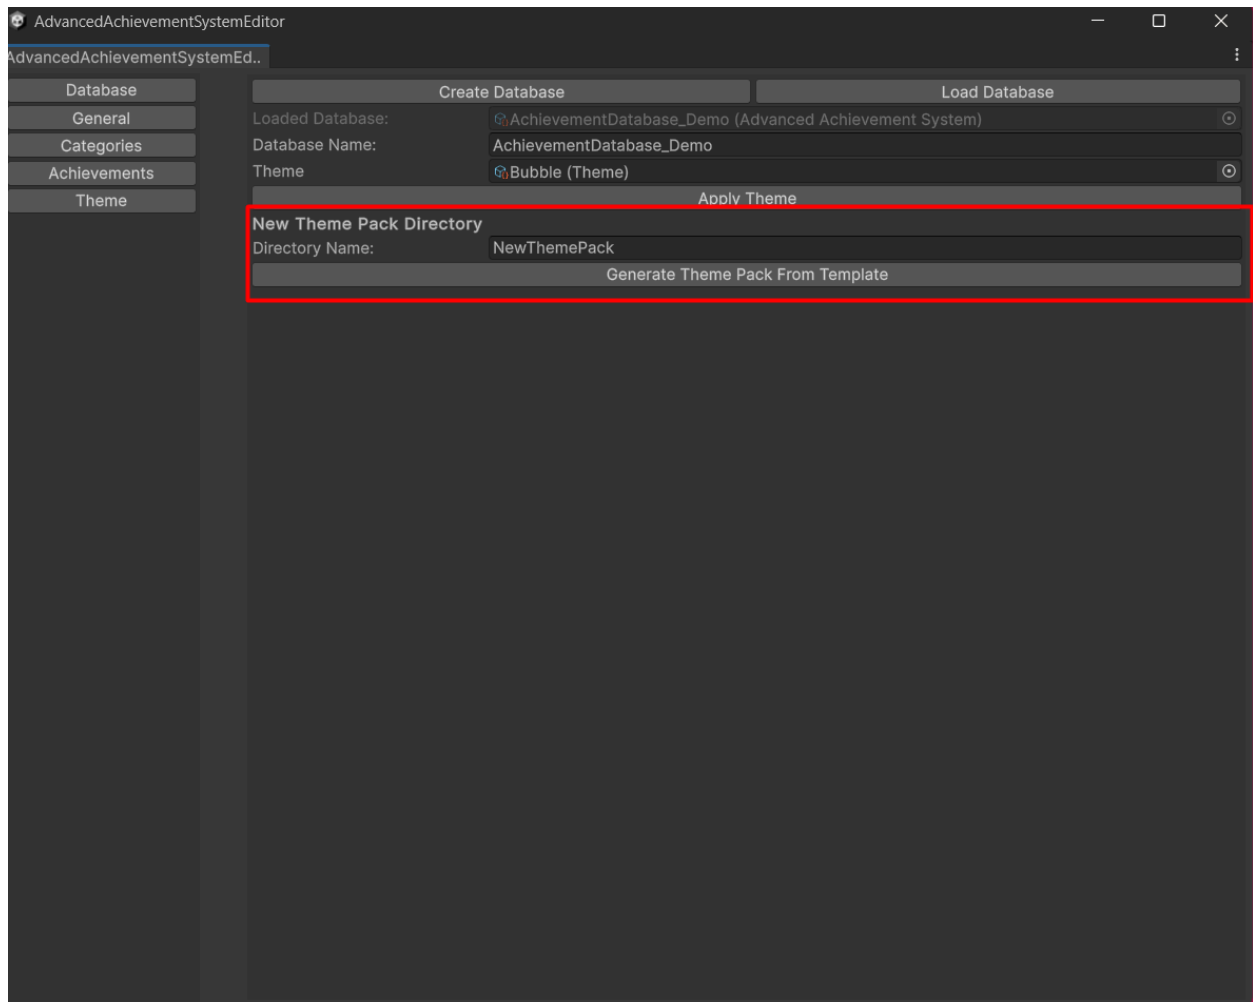 AdvancedAchievementSystemEditor
AdvancedAchievementSystemEd..
Database
General
Categories
Achievements
Theme
Create Database Load Database
Loaded Database: AchievementDatabase_Demo (Advanced Achievement System)
Database Name: AchievementDatabase_Demo
Theme Bubble (Theme)
Apply Theme
New Theme Pack Directory
Directory Name: NewThemePack
Generate Theme Pack From Template